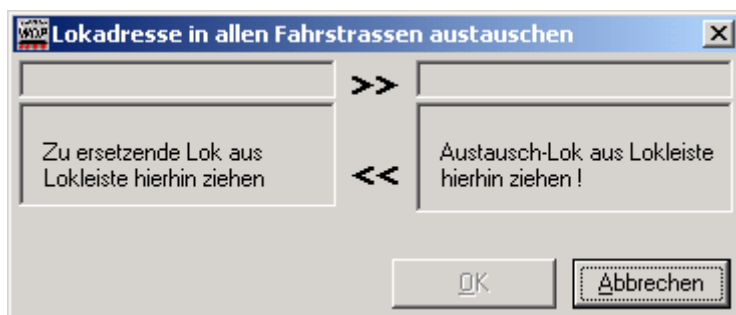 Lokadresse in allen Fahrstrassen austauschen
>>
Zu ersetzende Lok aus
Lokleiste hierhin ziehen
<<
Austausch-Lok aus Lokleiste
hierhin ziehen !
OK
Abbrechen